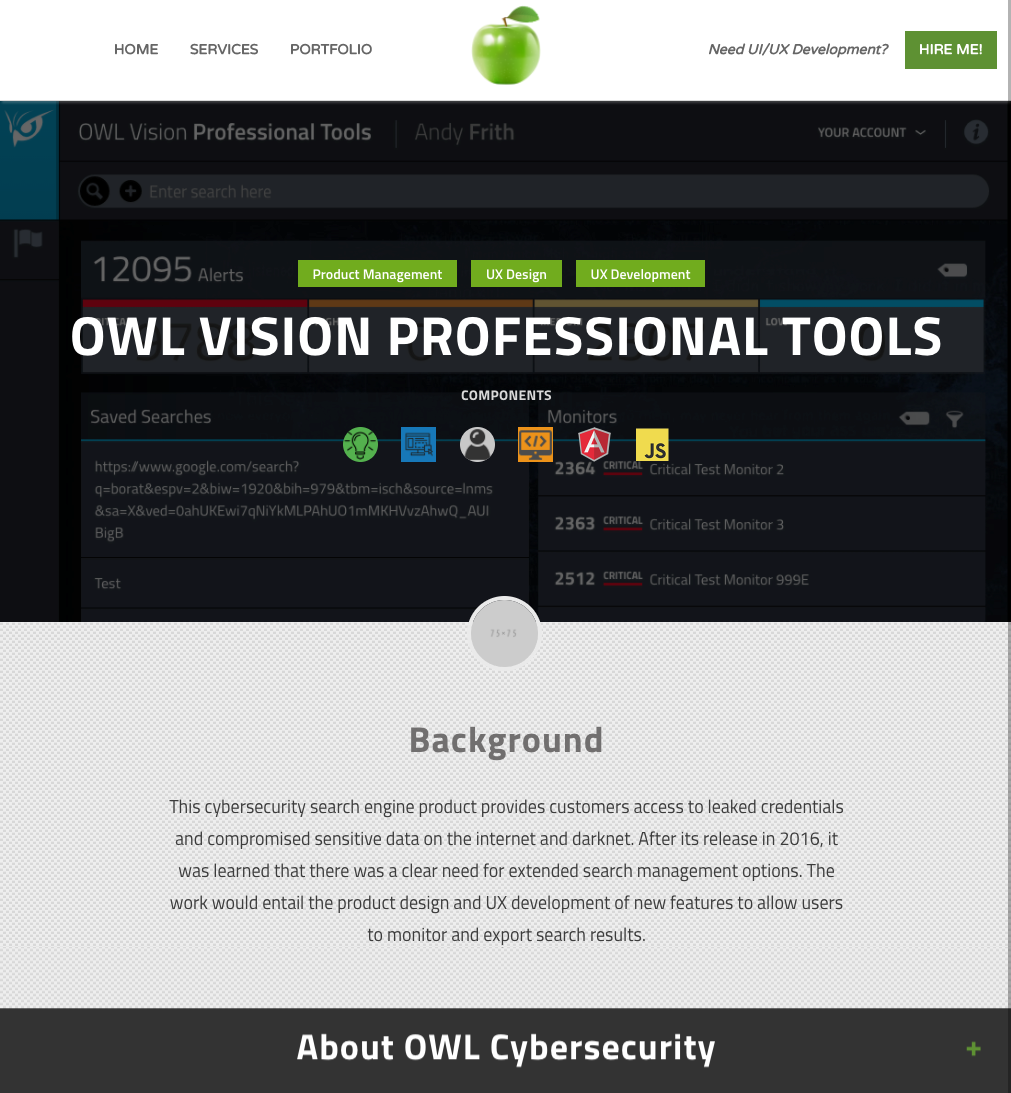 HOME SERVICES PORTFOLIO
Need UI/UX Development? HIRE ME!
OWL Vision Professional Tools Andy Frith
YOUR ACCOUNT
Enter search here
12095 Alerts
Product Management UX Design UX Development
OWL VISION PROFESSIONAL TOOLS
COMPONENTS
JS
Saved Searches
https://www.google.com/search?
q=borat&espv=2&biw=1920&bih=979&tbm=isch&source=lnms
&sa=X&ved=0ahUKEwi7qNiYkMLPAhUO1mMKHVvzAhwQ_AUI
BigB
Test
Monitors
2364 CRITICAL Critical Test Monitor 2
2363 CRITICAL Critical Test Monitor 3
2512 CRITICAL Critical Test Monitor 999E
75×75
Background
This cybersecurity search engine product provides customers access to leaked credentials
and compromised sensitive data on the internet and darknet. After its release in 2016, it
was learned that there was a clear need for extended search management options. The
work would entail the product design and UX development of new features to allow users
to monitor and export search results.
About OWL Cybersecurity